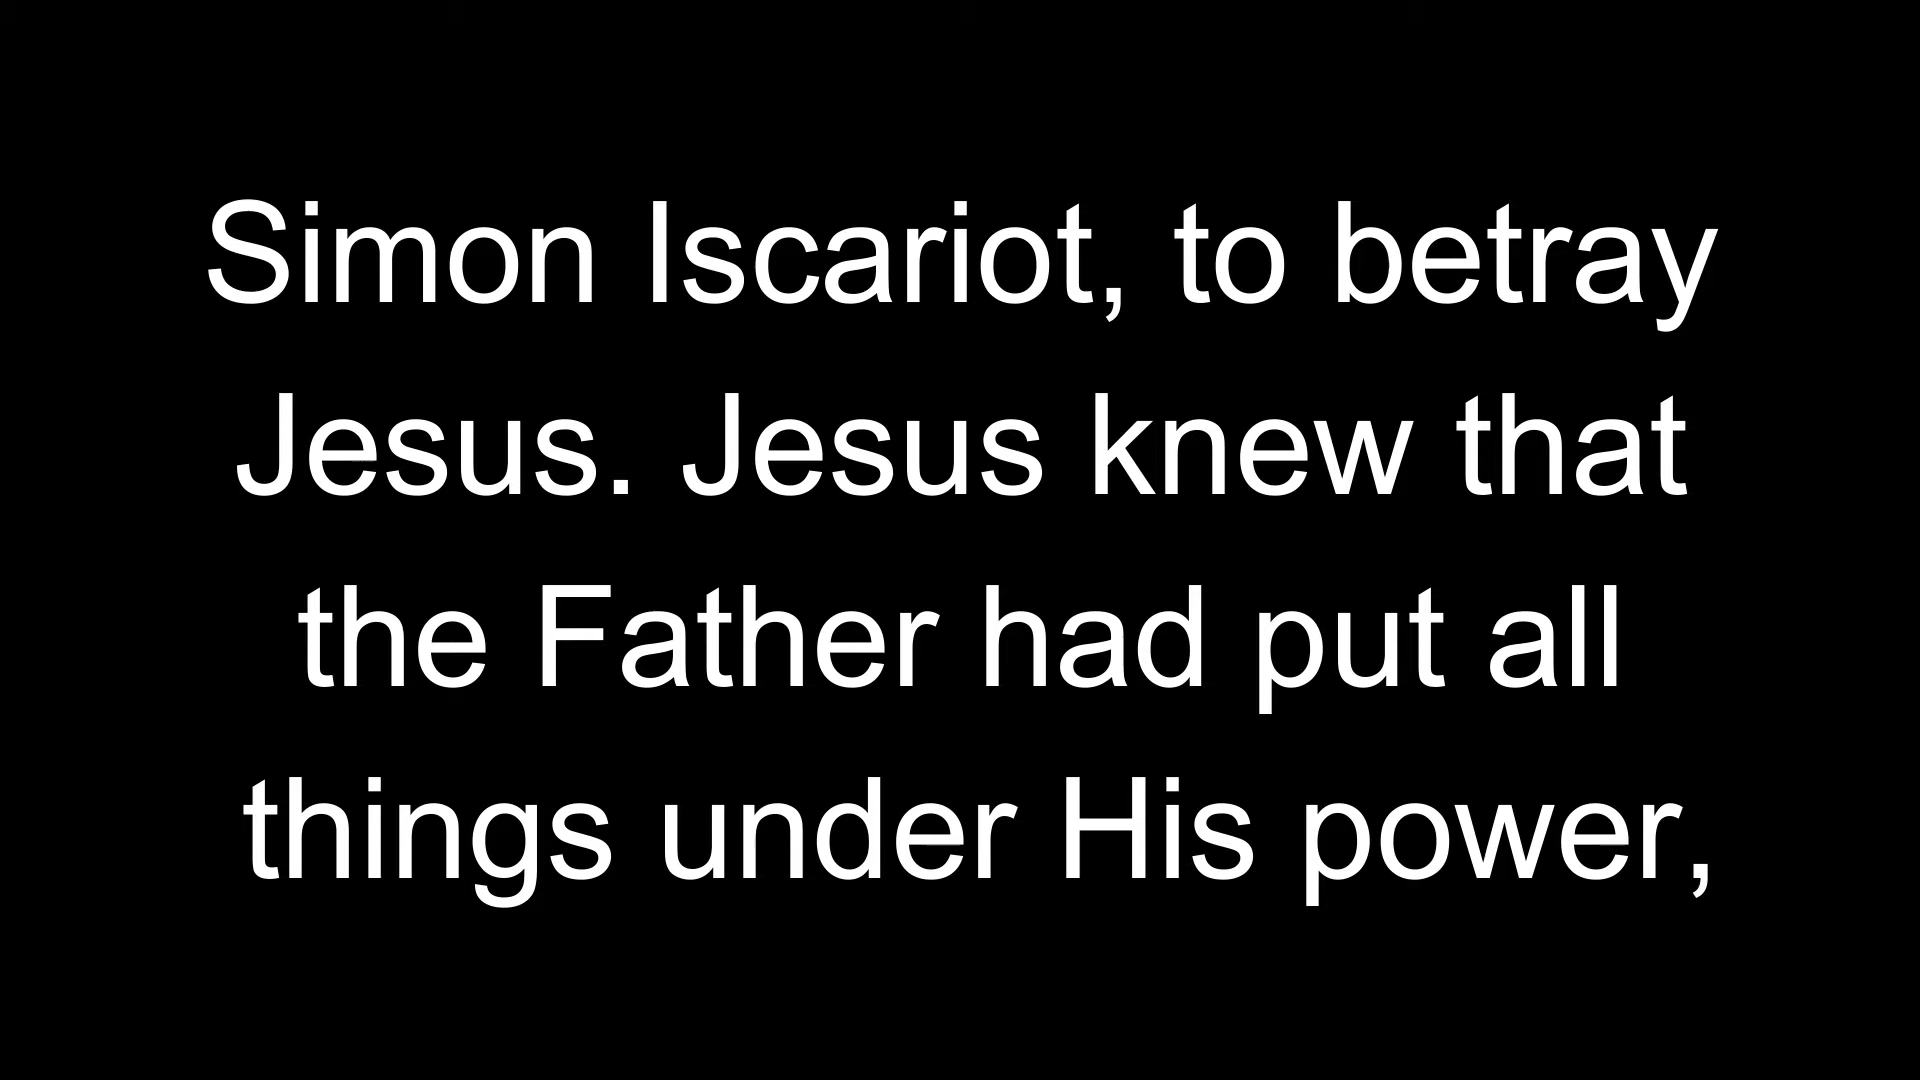 Simon Iscariot, to betray
Jesus. Jesus knew that
the Father had put all
things under His power,